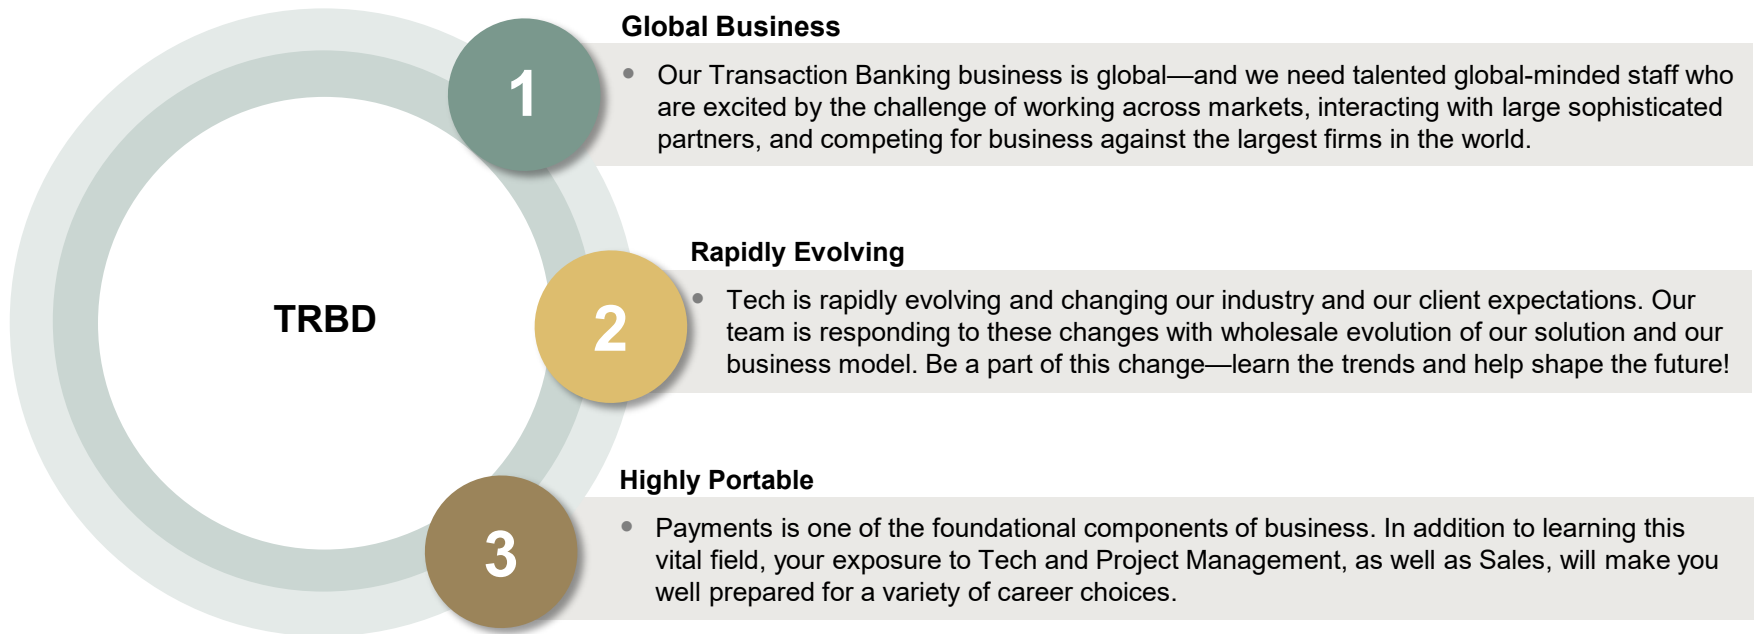 Global Business
1
• Our Transaction Banking business is global—and we need talented global-minded staff who
are excited by the challenge of working across markets, interacting with large sophisticated
partners, and competing for business against the largest firms in the world.
TRBD
Rapidly Evolving
2
• Tech is rapidly evolving and changing our industry and our client expectations. Our
team is responding to these changes with wholesale evolution of our solution and our
business model. Be a part of this change—learn the trends and help shape the future!
Highly Portable
3
• Payments is one of the foundational components of business. In addition to learning this
vital field, your exposure to Tech and Project Management, as well as Sales, will make you
well prepared for a variety of career choices.